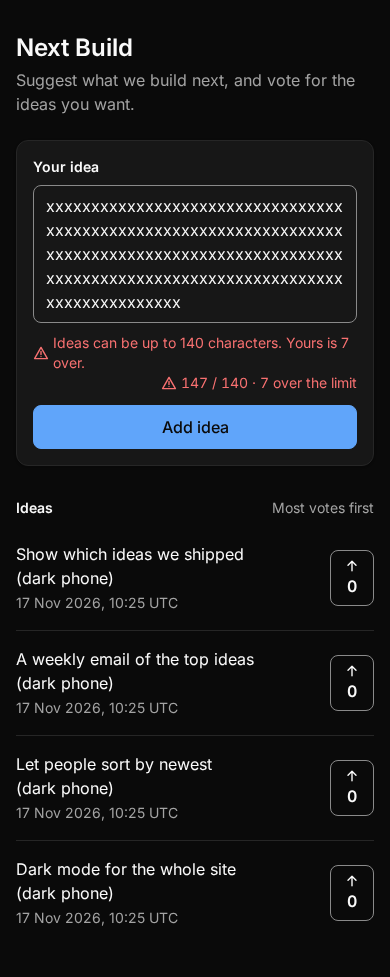 Next Build
Suggest what we build next, and vote for the
ideas you want.
Your idea
xxxxxxxxxxxxxxxxxxxxxxxxxxxxxxxxx
xxxxxxxxxxxxxxxxxxxxxxxxxxxxxxxxx
xxxxxxxxxxxxxxxxxxxxxxxxxxxxxxxxx
xxxxxxxxxxxxxxxxxxxxxxxxxxxxxxxxx
xxxxxxxxxxxxxxx
Ideas can be up to 140 characters. Yours is 7
over.
147 / 140 · 7 over the limit
Add idea
Ideas
Most votes first
Show which ideas we shipped
(dark phone)
17 Nov 2026, 10:25 UTC
0
A weekly email of the top ideas
(dark phone)
17 Nov 2026, 10:25 UTC
0
Let people sort by newest
(dark phone)
17 Nov 2026, 10:25 UTC
0
Dark mode for the whole site
(dark phone)
17 Nov 2026, 10:25 UTC
0